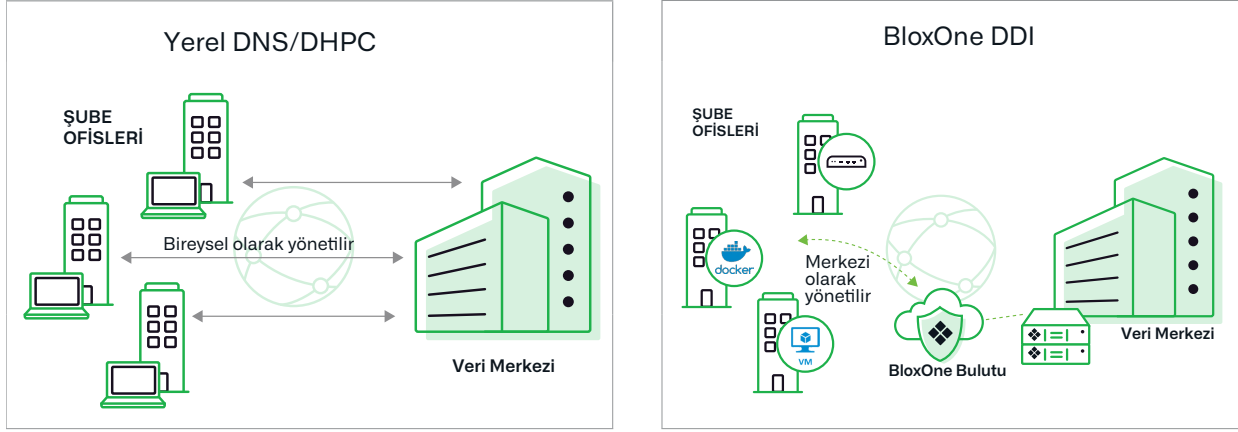 Yerel DNS/DHPC
ŞUBE
OFİSLERİ
Bireysel olarak yönetilir
Veri Merkezi
BloxOne DDI
ŞUBE
OFİSLERİ
docker
Merkezi
olarak
yönetilir
VM
BloxOne Bulutu
Veri Merkezi